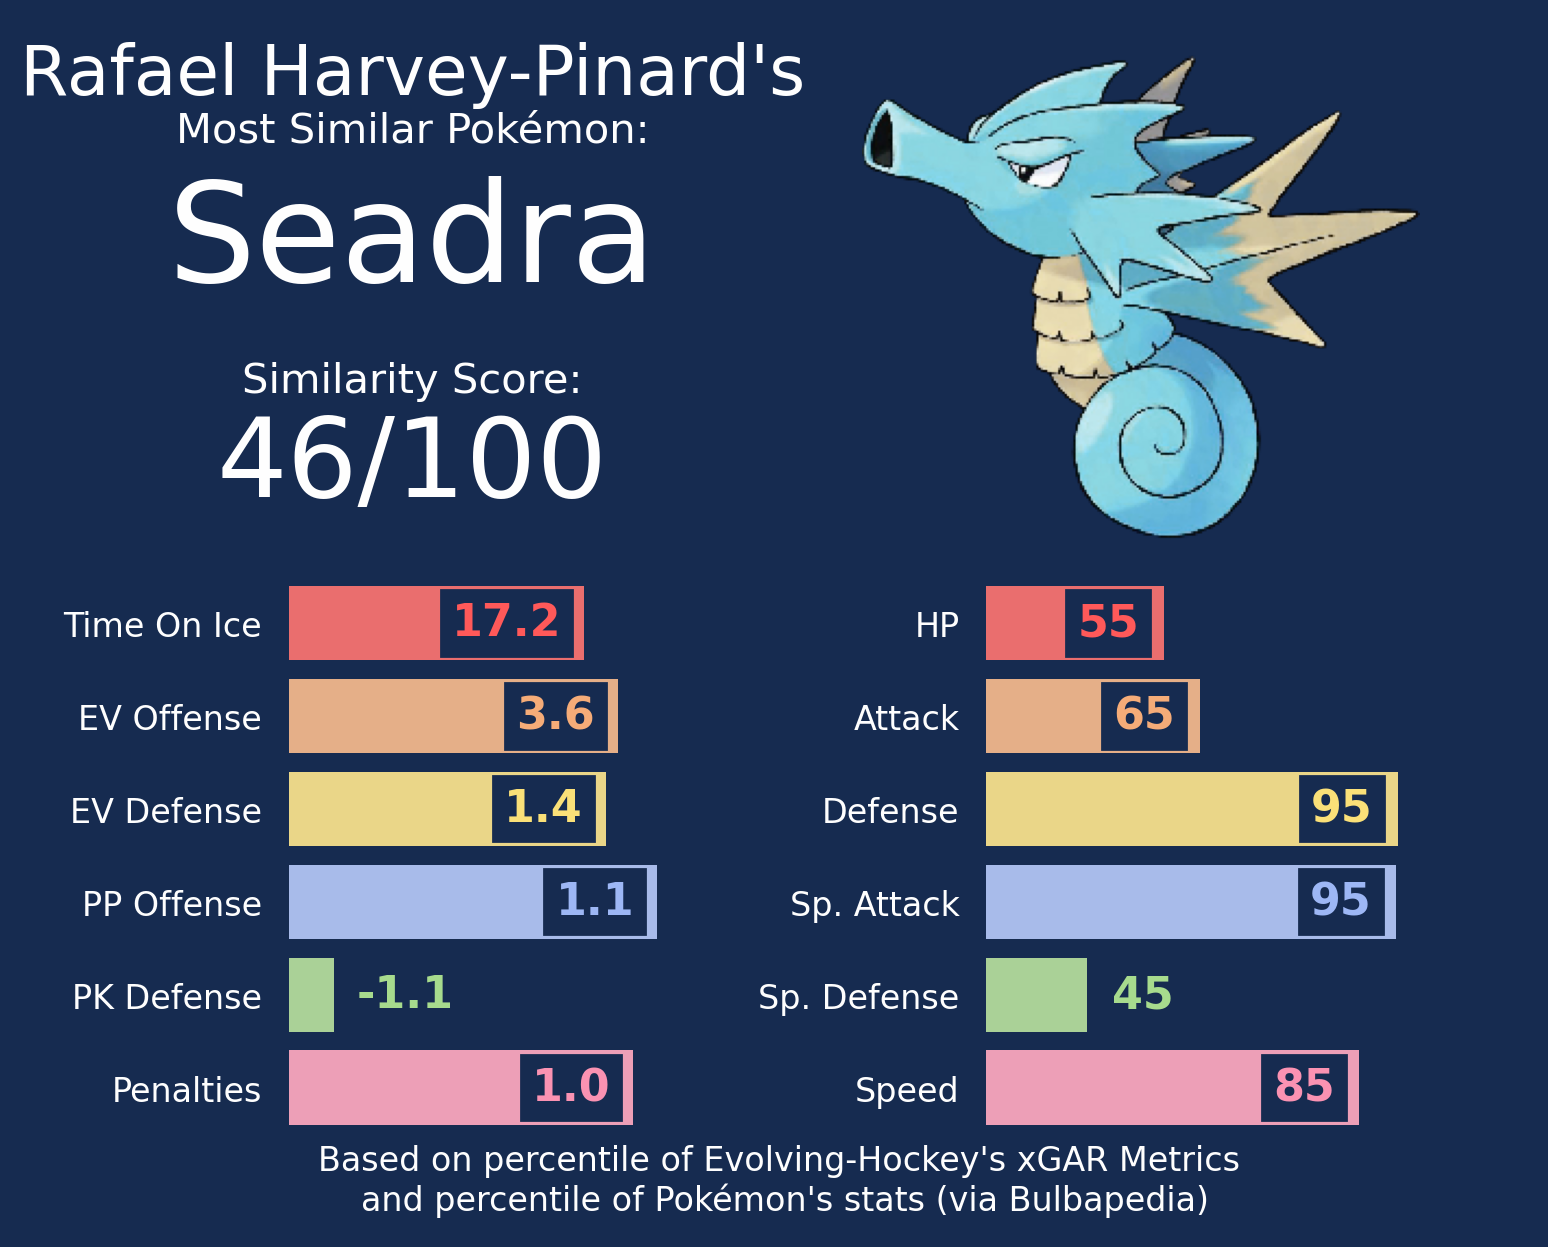 Rafael Harvey-Pinard's
Most Similar Pokémon:
Seadra
Similarity Score:
46/100
Time On Ice 17.2
EV Offense 3.6
EV Defense 1.4
PP Offense 1.1
PK Defense -1.1
Penalties 1.0
HP 55
Attack 65
Defense 95
Sp. Attack 95
Sp. Defense 45
Speed 85
Based on percentile of Evolving-Hockey's xGAR Metrics
and percentile of Pokémon's stats (via Bulbapedia)